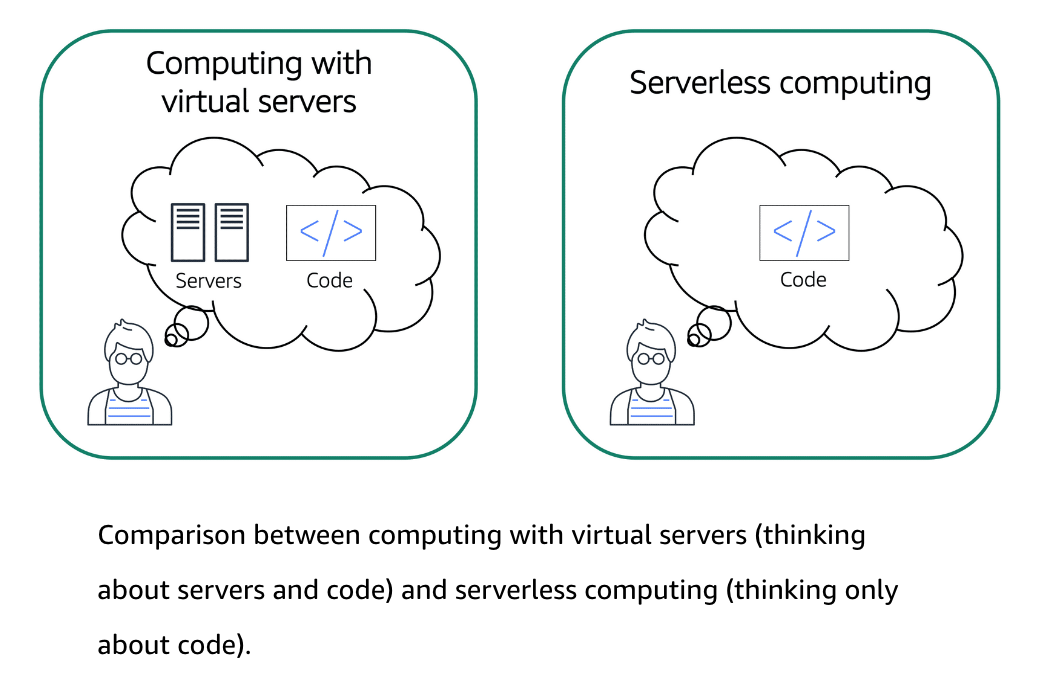 Computing with
virtual servers
Servers
</>
Code
Serverless computing
</>
Code
Comparison between computing with virtual servers (thinking
about servers and code) and serverless computing (thinking only
about code).